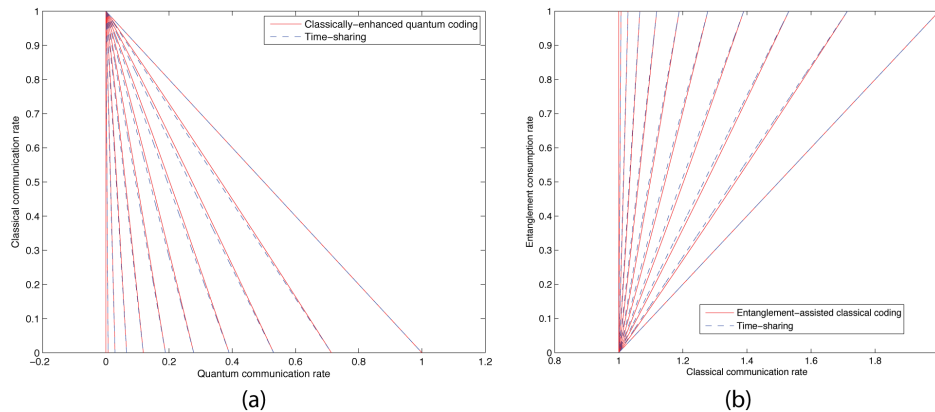 1
0.9
0.8
0.7
0.6
0.5
0.4
0.3
0.2
0.1
0
Classical communication rate
Classically−enhanced quantum coding
Time−sharing
−0.2 0 0.2 0.4 0.6 0.8 1 1.2
Quantum communication rate
(a)
1
0.9
0.8
0.7
0.6
0.5
0.4
0.3
0.2
0.1
0
Entanglement consumption rate
Entanglement−assisted classical coding
Time−sharing
0.8 1 1.2 1.4 1.6 1.8
Classical communication rate
(b)